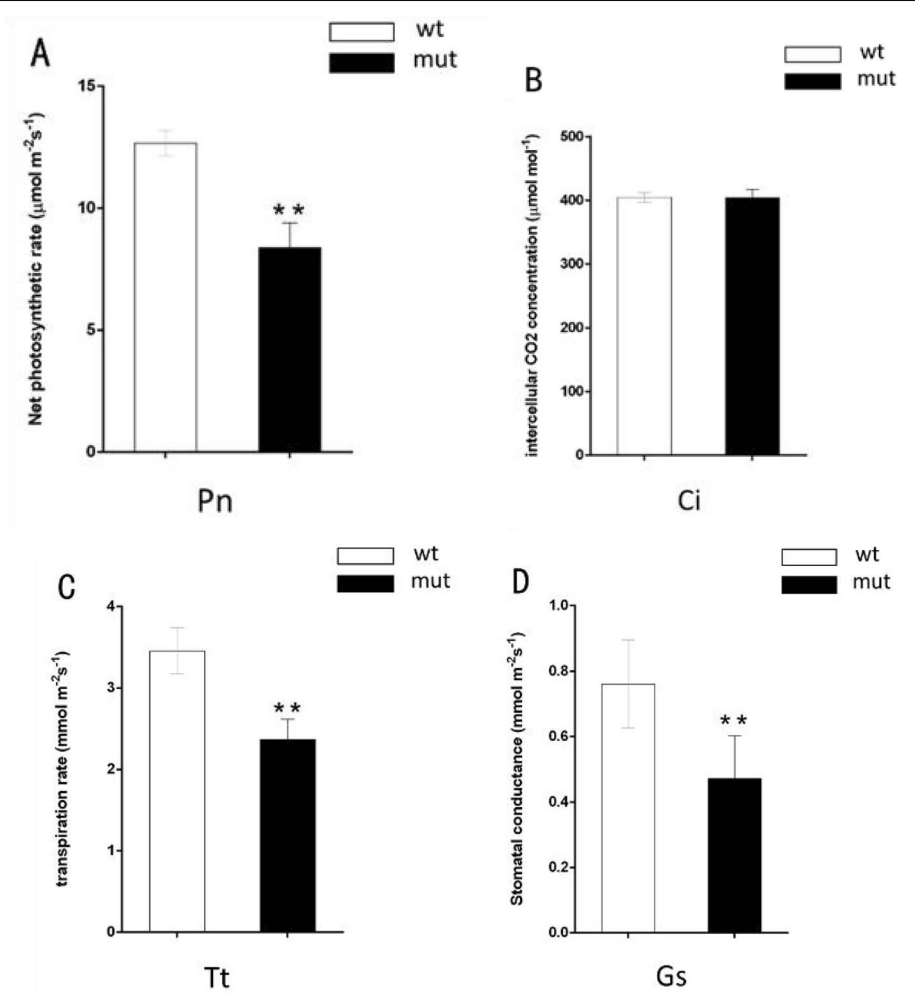 A
wt
mut
Net photosynthetic rate (μmol m⁻²s⁻¹)
15
10
5
0
**
Pn
B
wt
mut
intercellular CO2 concentration (μmol mol⁻¹)
500
400
300
200
100
0
Ci
C
wt
mut
transpiration rate (mmol m⁻²s⁻¹)
4
3
2
1
0
**
Tt
D
wt
mut
Stomatal conductance (mmol m⁻²s⁻¹)
1.0
0.8
0.6
0.4
0.2
0.0
**
Gs